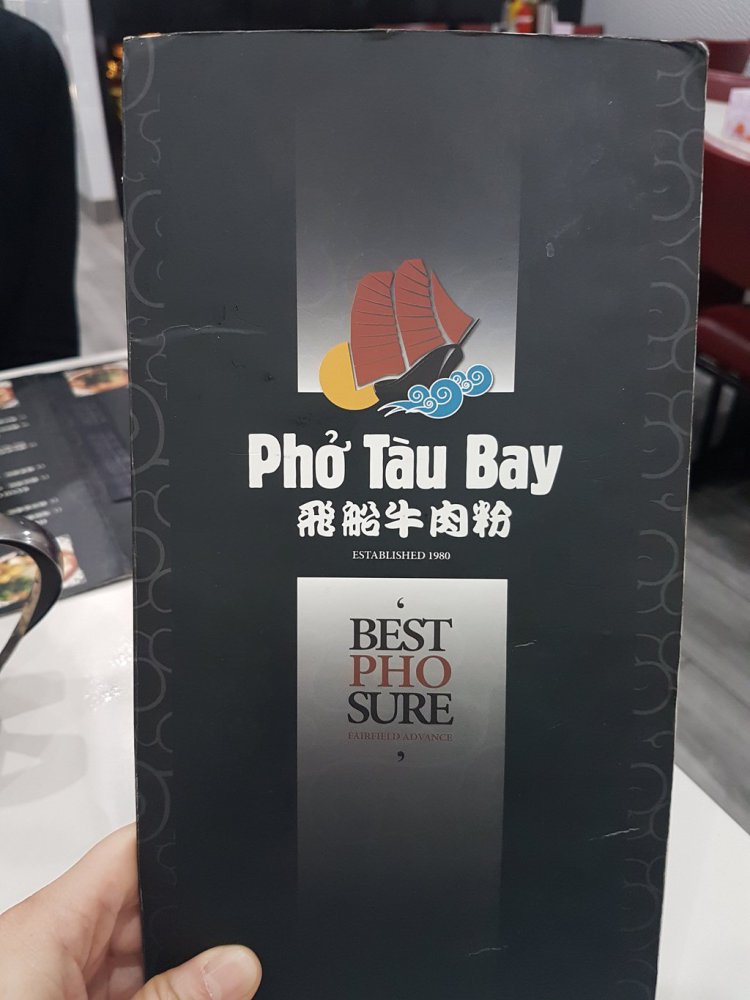 Phở Tàu Bay
飛船牛肉粉
ESTABLISHED 1980
‘
BEST
PHO
SURE
FAIRFIELD ADVANCE
’